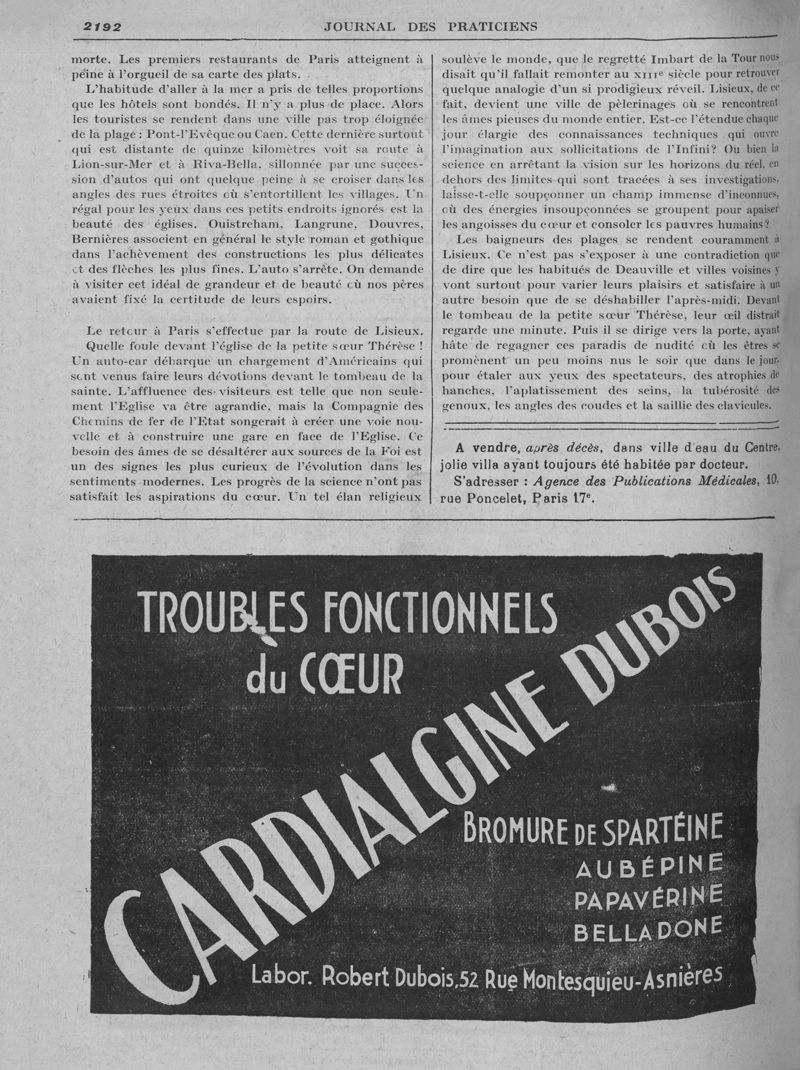 2192
JOURNAL DES PRATICIENS
morte. Les premiers restaurants de Paris atteignent à
peine à l'orgueil de sa carte des plats.
L'habitude d'aller à la mer a pris de telles proportions
que les hôtels sont bondés. Il n'y a plus de place. Alors
les touristes se rendent dans une ville pas trop éloignée
de la plage : Pont-l'Evêque ou Caen. Cette dernière surtout
qui est distante de quinze kilomètres voit sa route à
Lion-sur-Mer et à Riva-Bella, sillonnée par une succes-
sion d'autos qui ont quelque peine à se croiser dans les
angles des rues étroites où s'entortillent les villages. Un
régal pour les yeux dans ces petits endroits ignorés est la
beauté des églises. Ouistreham, Langrune, Douvres,
Bernières associent en général le style roman et gothique
dans l'achèvement des constructions les plus délicates
et des flèches les plus fines. L'auto s'arrête. On demande
à visiter cet idéal de grandeur et de beauté où nos pères
avaient fixé la certitude de leurs espoirs.
Le retour à Paris s'effectue par la route de Lisieux.
Quelle foule devant l'église de la petite sœur Thérèse !
Un auto-car débarque un chargement d'Américains qui
sont venus faire leurs dévotions devant le tombeau de la
sainte. L'affluence des visiteurs est telle que non seule-
ment l'Eglise va être agrandie, mais la Compagnie des
Chemins de fer de l'Etat songerait à créer une voie nou-
velle et à construire une gare en face de l'Eglise. Ce
besoin des âmes de se désaltérer aux sources de la Foi est
un des signes les plus curieux de l'évolution dans les
sentiments modernes. Les progrès de la science n'ont pas
satisfait les aspirations du cœur. Un tel élan religieux
soulève le monde, que le regretté Imbart de la Tour nous
disait qu'il fallait remonter au XIIIe siècle pour retrouver
quelque analogie d'un si prodigieux réveil. Lisieux, de ce
fait, devient une ville de pèlerinages où se rencontrent
les âmes pieuses du monde entier. Est-ce l'étendue chaque
jour élargie des connaissances techniques qui ouvre
l'imagination aux sollicitations de l'Infini? Ou bien la
science en arrêtant la vision sur les horizons du réel, en
dehors des limites qui sont tracées à ses investigations,
laisse-t-elle soupçonner un champ immense d'inconnues,
où des énergies insoupçonnées se groupent pour apaiser
les angoisses du cœur et consoler les pauvres humains?
Les baigneurs des plages se rendent couramment à
Lisieux. Ce n'est pas s'exposer à une contradiction que
de dire que les habitués de Deauville et villes voisines y
vont surtout pour varier leurs plaisirs et satisfaire à un
autre besoin que de se déshabiller l'après-midi. Devant
le tombeau de la petite sœur Thérèse, leur œil distrait
regarde une minute. Puis il se dirige vers la porte, ayant
hâte de regagner ces paradis de nudité où les êtres se
promènent un peu moins nus le soir que dans le jour,
pour étaler aux yeux des spectateurs, des atrophies de
hanches, l'aplatissement des seins, la tubérosité des
genoux, les angles des coudes et la saillie des clavicules.
A vendre, après décès, dans ville d'eau du Centre,
jolie villa ayant toujours été habitée par docteur.
S'adresser : Agence des Publications Médicales, 10,
rue Poncelet, Paris 17e.
TROUBLES FONCTIONNELS
du CŒUR
CARDIALGINE DUBOIS
BROMURE DE SPARTÉINE
AUBÉPINE
PAPAVÉRINE
BELLADONE
Labor. Robert Dubois, 52 Rue Montesquieu-Asnières